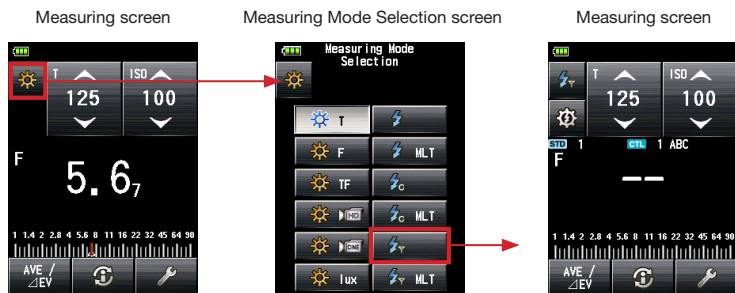 Measuring screen
Measuring Mode Selection screen
Measuring screen
T
ISO
125
100
F
5.6₇
1 1.4 2 2.8 4 5.6 8 11 16 22 32 45 64 90
AVE /
⊿EV
Measuring Mode
Selection
T
F
MLT
TF
C
HD
C MLT
CINE
lux
MLT
T
ISO
125
100
STD 1
CTL 1 ABC
F
--
1 1.4 2 2.8 4 5.6 8 11 16 22 32 45 64 90
AVE /
⊿EV